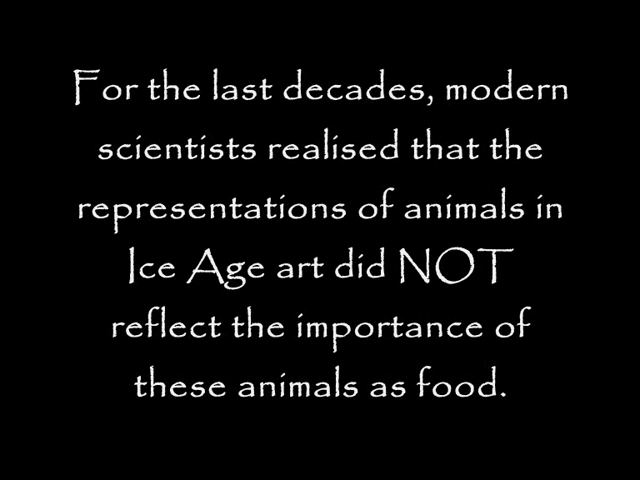 For the last decades, modern
scientists realised that the
representations of animals in
Ice Age art did NOT
reflect the importance of
these animals as food.